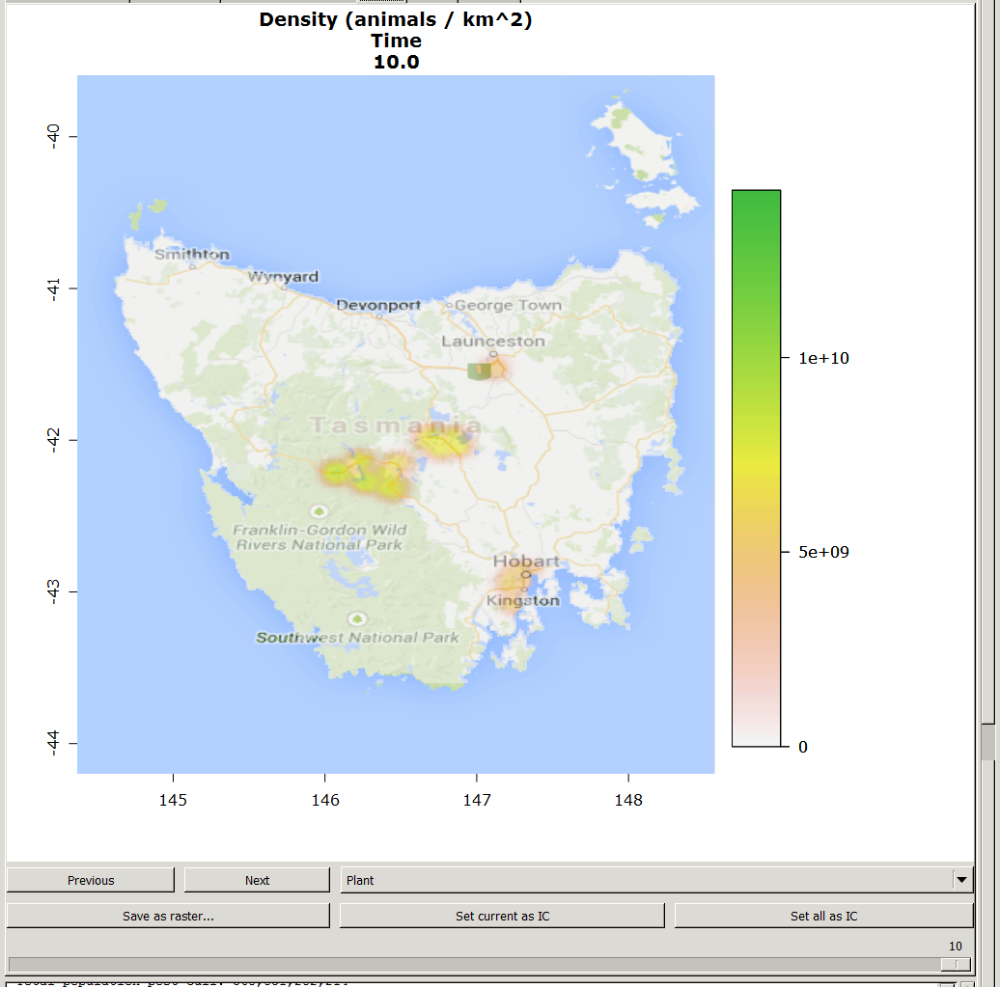 Density (animals / km^2)
Time
10.0
-40
-41
-42
-43
-44
145
146
147
148
Smithton
Wynyard
Devonport
George Town
Launceston
Tasmania
Franklin-Gordon Wild
Rivers National Park
Hobart
Kingston
Southwest National Park
1e+10
5e+09
0
Previous
Next
Plant
Save as raster...
Set current as IC
Set all as IC
10